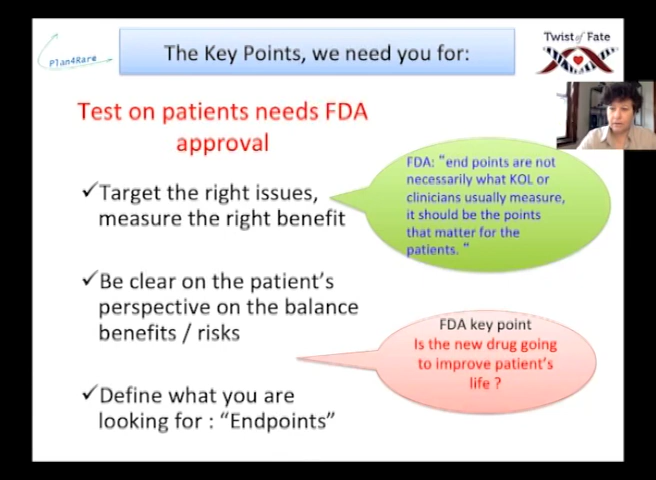 Plan4Rare
The Key Points, we need you for:
Twist of Fate
Test on patients needs FDA
approval
✓Target the right issues,
measure the right benefit
FDA: "end points are not
necessarily what KOL or
clinicians usually measure,
it should be the points
that matter for the
patients. "
✓Be clear on the patient's
perspective on the balance
benefits / risks
FDA key point
Is the new drug going
to improve patient's
life ?
✓Define what you are
looking for : "Endpoints"